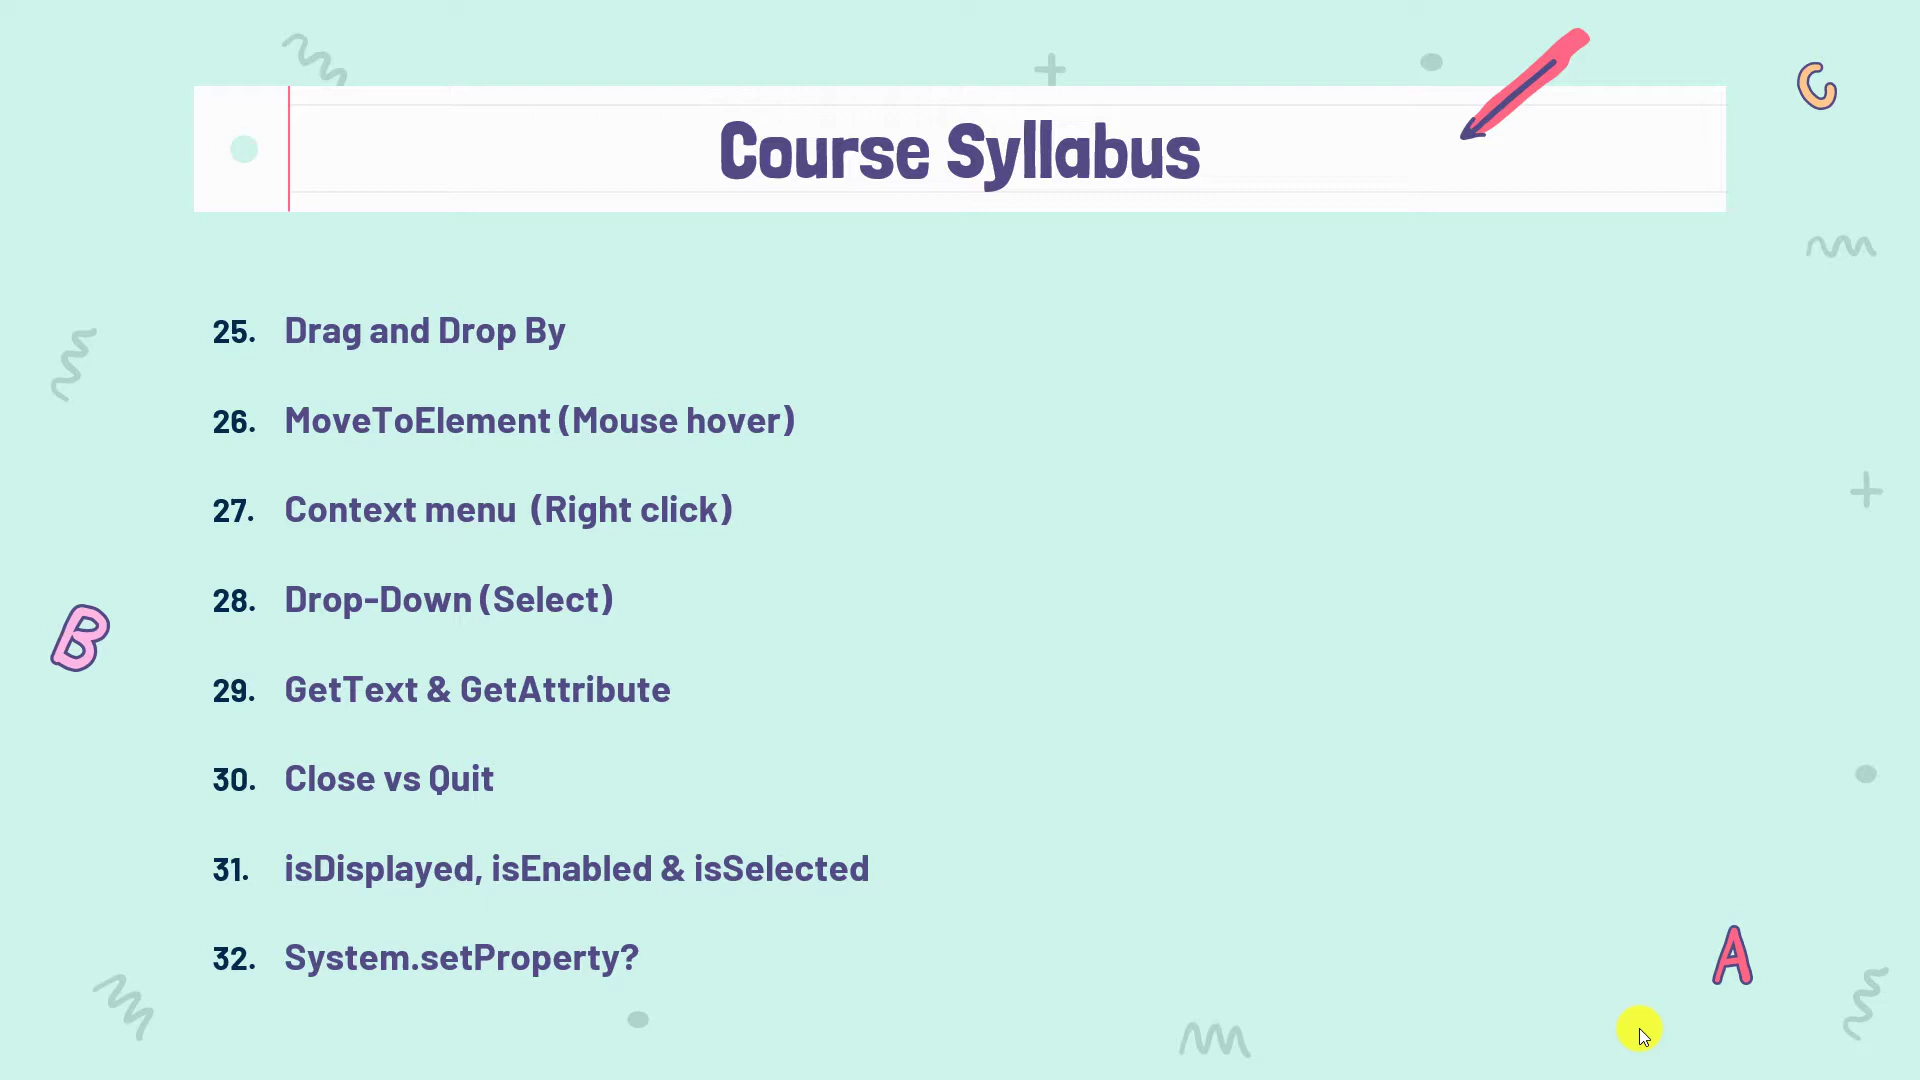 Course Syllabus
C
25. Drag and Drop By
26. MoveToElement (Mouse hover)
27. Context menu (Right click)
28. Drop-Down (Select)
B
29. GetText & GetAttribute
30. Close vs Quit
31. isDisplayed, isEnabled & isSelected
32. System.setProperty?
A